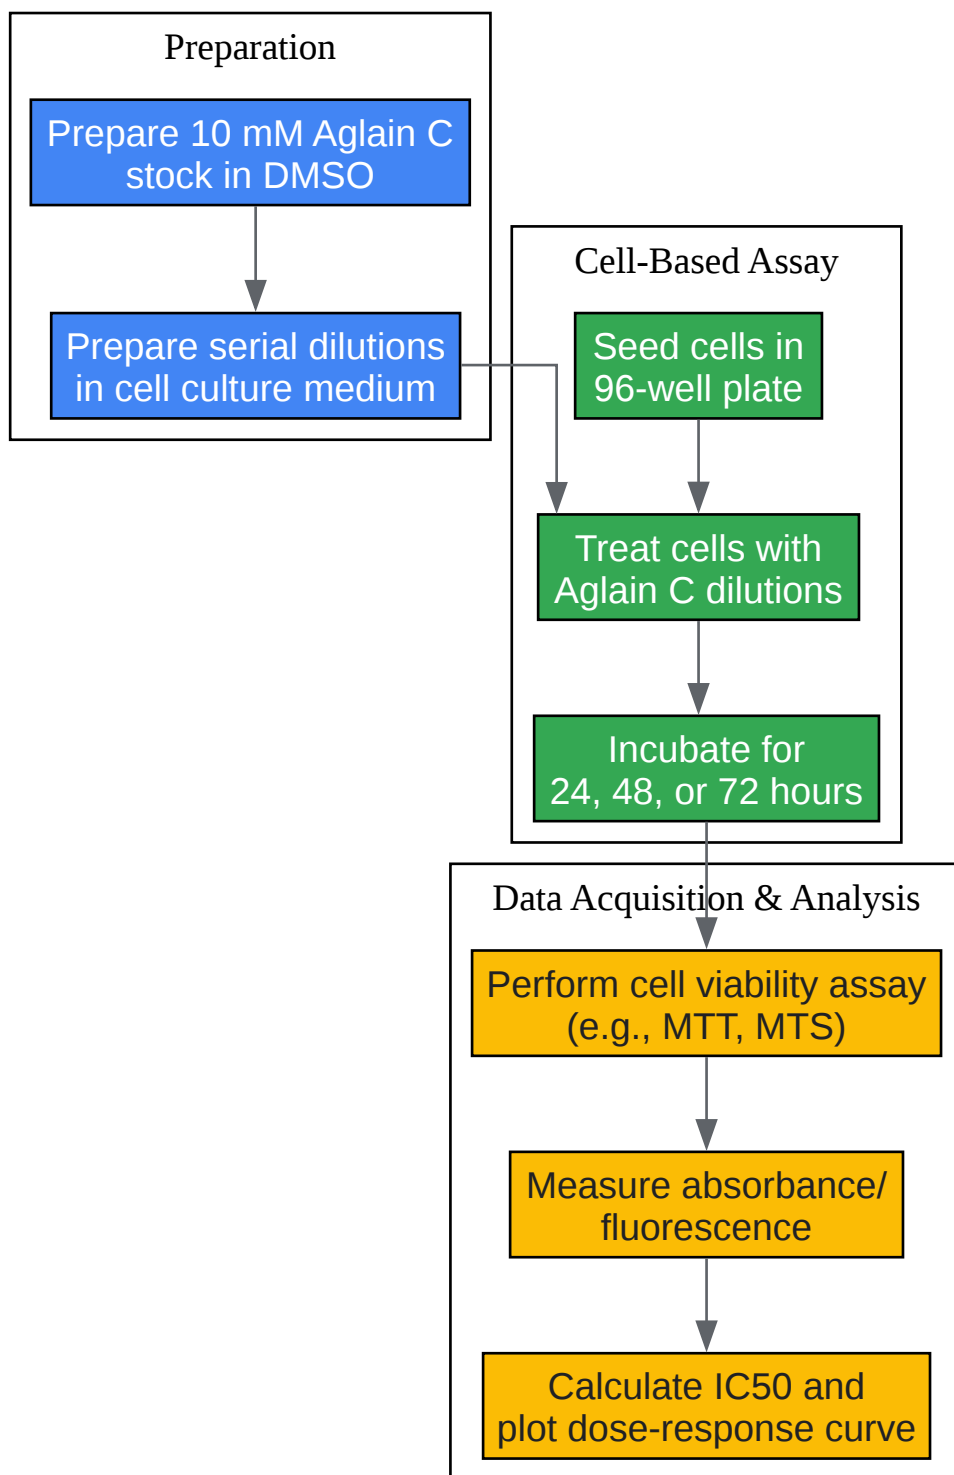 Preparation
Prepare 10 mM Aglain C
stock in DMSO
Prepare serial dilutions
in cell culture medium
Cell-Based Assay
Seed cells in
96-well plate
Treat cells with
Aglain C dilutions
Incubate for
24, 48, or 72 hours
Data Acquisition & Analysis
Perform cell viability assay
(e.g., MTT, MTS)
Measure absorbance/
fluorescence
Calculate IC50 and
plot dose-response curve